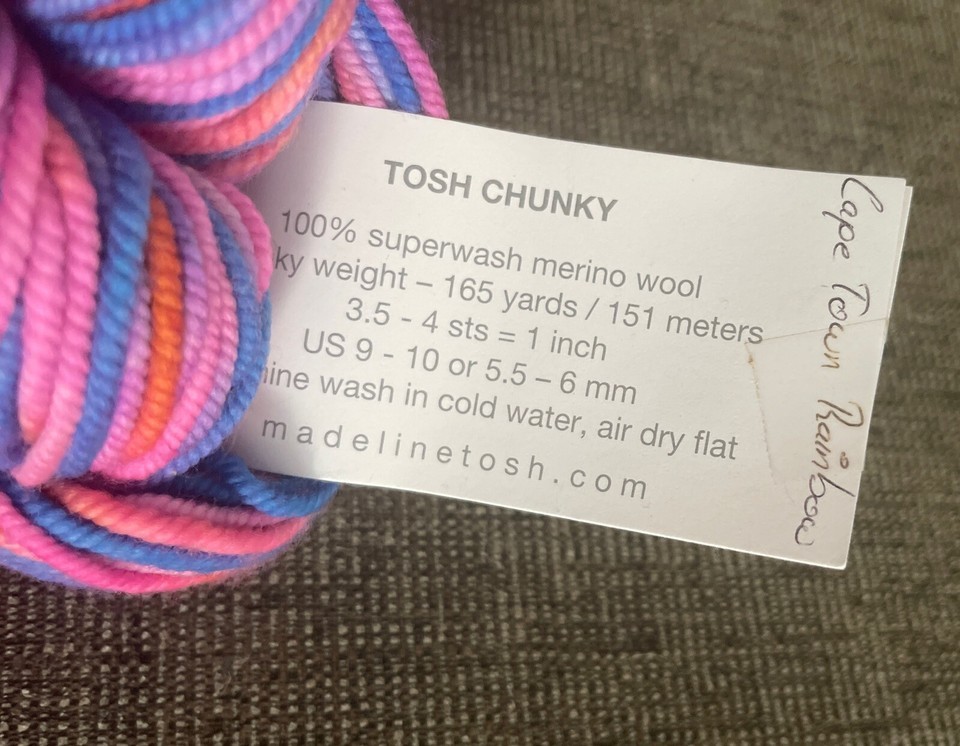 TOSH CHUNKY
100% superwash merino wool
ky weight – 165 yards / 151 meters
3.5 - 4 sts = 1 inch
US 9 - 10 or 5.5 – 6 mm
ine wash in cold water, air dry flat
madelinetosh.com
Cape Town Rainbow